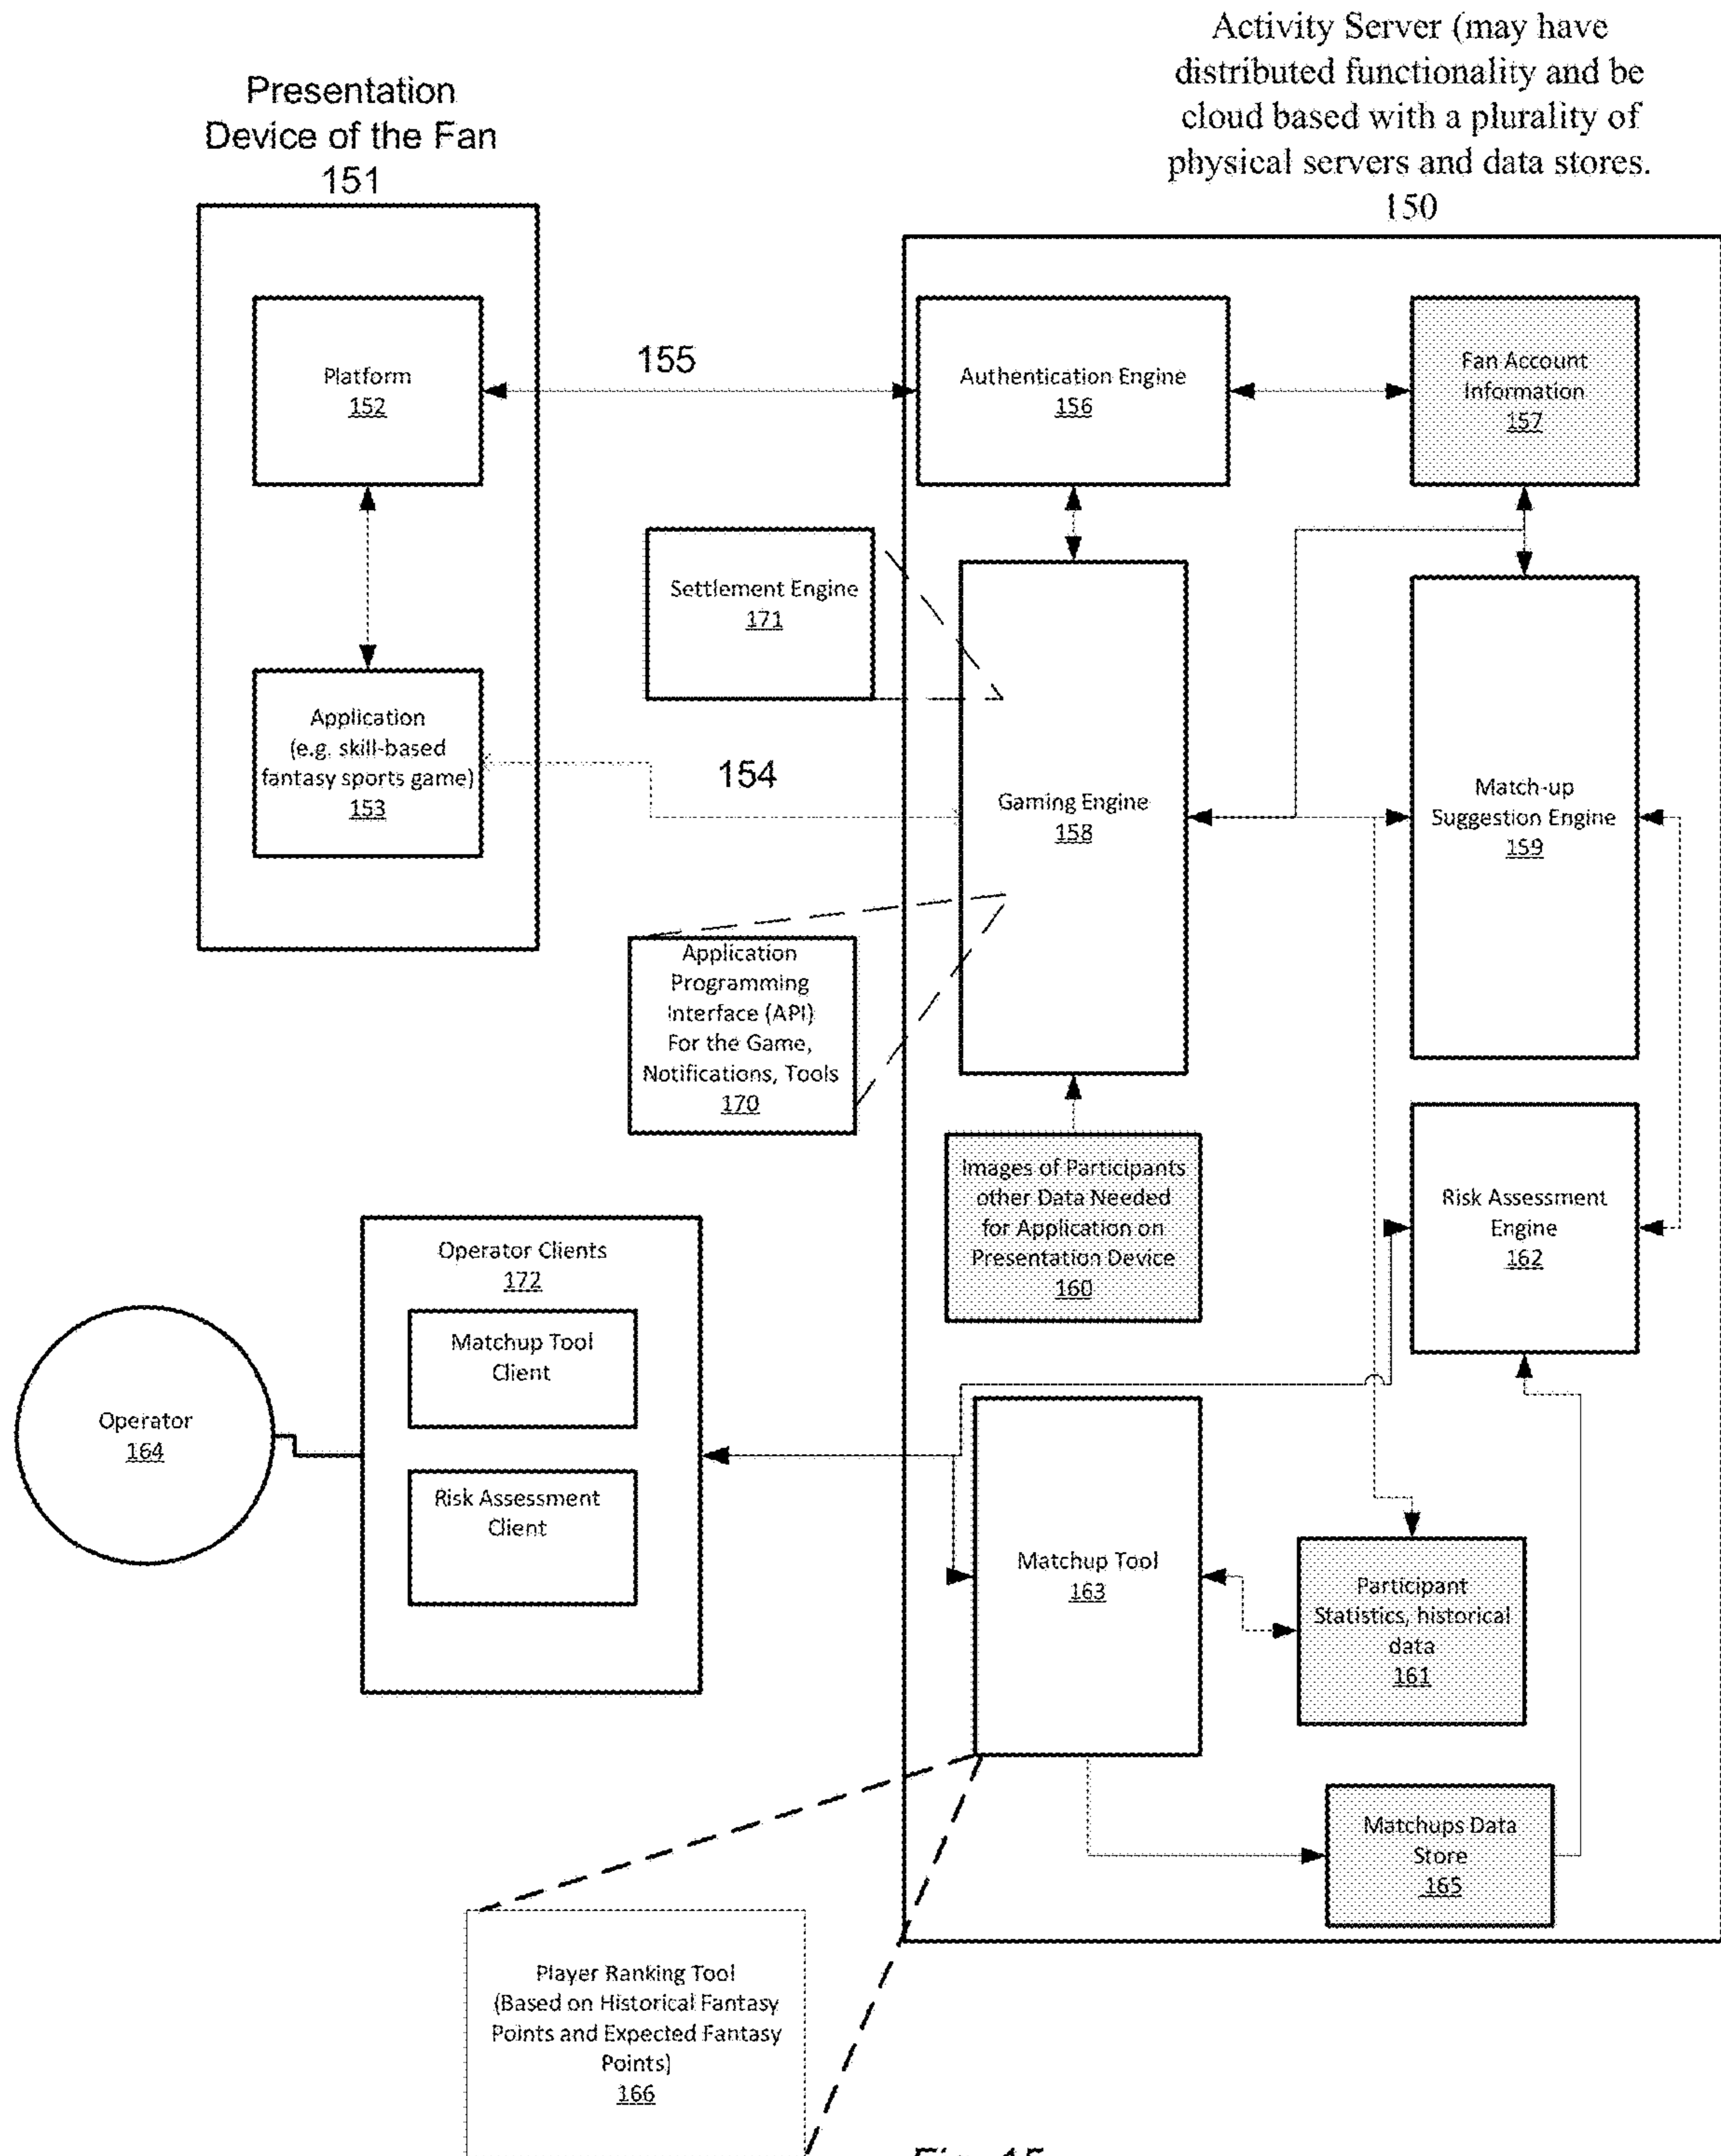 Activity Server (may have
distributed functionality and be
cloud based with a plurality of
physical servers and data stores.
150
Presentation
Device of the Fan
151
Platform
152
155
Authentication Engine
156
Fan Account
Information
157
Settlement Engine
171
Application
(e.g. skill-based
fantasy sports game)
153
154
Gaming Engine
158
Match-up
Suggestion Engine
159
Application
Programming
Interface (API)
For the Game,
Notifications, Tools
170
Images of Participants
other Data Needed
for Application on
Presentation Device
160
Risk Assessment
Engine
162
Operator Clients
172
Matchup Tool
Client
Risk Assessment
Client
Operator
164
Matchup Tool
163
Participant
Statistics, historical
data
161
Matchups Data
Store
165
Player Ranking Tool
(Based on Historical Fantasy
Points and Expected Fantasy
Points)
166
Fig. 15